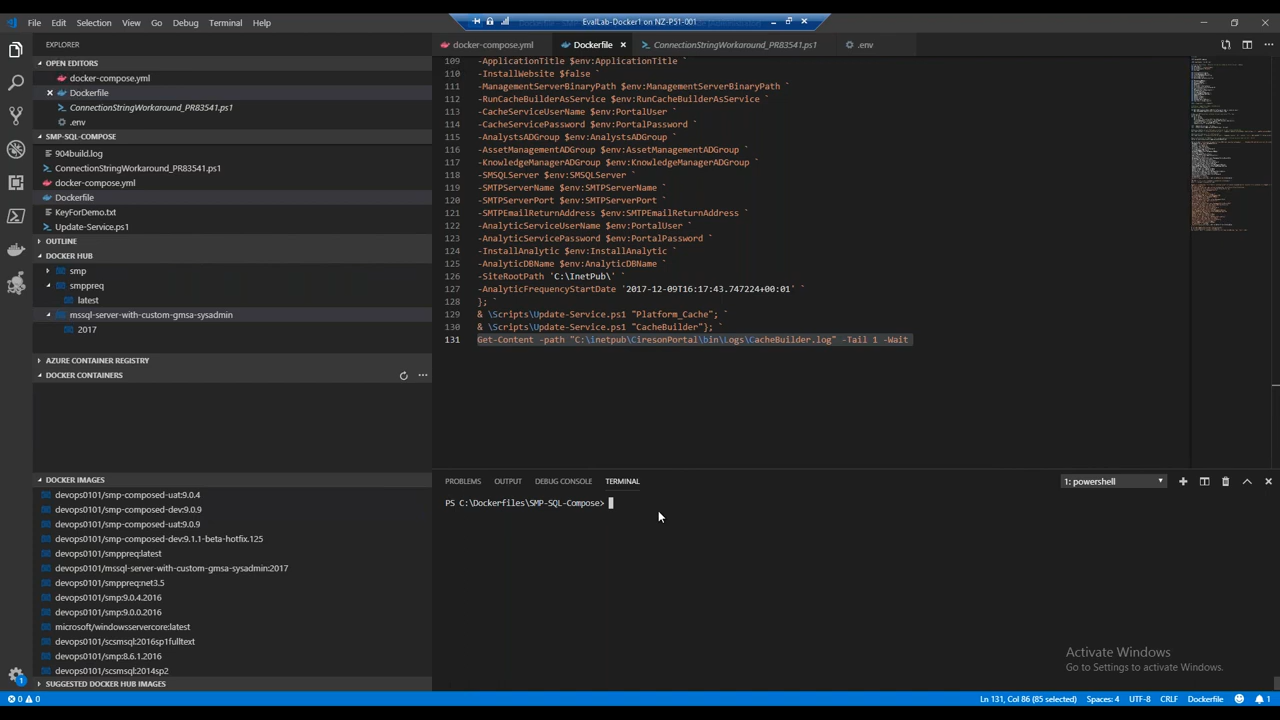 File Edit Selection View Go Debug Terminal Help
EvalLab-Docker1 on NZ-P51-001
EXPLORER
OPEN EDITORS
docker-compose.yml
Dockerfile
ConnectionStringWorkaround_PR83541.ps1
.env
SMP-SQL-COMPOSE
904build.log
ConnectionStringWorkaround_PR83541.ps1
docker-compose.yml
Dockerfile
KeyForDemo.txt
Update-Service.ps1
OUTLINE
DOCKER HUB
smp
smppreq
latest
mssql-server-with-custom-gmsa-sysadmin
2017
AZURE CONTAINER REGISTRY
DOCKER CONTAINERS
DOCKER IMAGES
devops0101/smp-composed-uat:9.0.4
devops0101/smp-composed-dev:9.0.9
devops0101/smp-composed-uat:9.0.9
devops0101/smp-composed-dev:9.1.1-beta-hotfix.125
devops0101/smppreq:latest
devops0101/mssql-server-with-custom-gmsa-sysadmin:2017
devops0101/smppreq:net3.5
devops0101/smp:9.0.4.2016
devops0101/smp:9.0.0.2016
microsoft/windowsservercore:latest
devops0101/scsmsql:2016sp1fulltext
devops0101/smp:8.6.1.2016
devops0101/scsmsql:2014sp2
SUGGESTED DOCKER HUB IMAGES
docker-compose.yml Dockerfile ConnectionStringWorkaround_PR83541.ps1 .env
109 -ApplicationTitle $env:ApplicationTitle `
110 -InstallWebsite $false `
111 -ManagementServerBinaryPath $env:ManagementServerBinaryPath `
112 -RunCacheBuilderAsService $env:RunCacheBuilderAsService `
113 -CacheServiceUserName $env:PortalUser `
114 -CacheServicePassword $env:PortalPassword `
115 -AnalystsADGroup $env:AnalystsADGroup `
116 -AssetManagementADGroup $env:AssetManagementADGroup `
117 -KnowledgeManagerADGroup $env:KnowledgeManagerADGroup `
118 -SMSQLServer $env:SMSQLServer `
119 -SMTPServerName $env:SMTPServerName `
120 -SMTPServerPort $env:SMTPServerPort `
121 -SMTPEmailReturnAddress $env:SMTPEmailReturnAddress `
122 -AnalyticServiceUserName $env:PortalUser `
123 -AnalyticServicePassword $env:PortalPassword `
124 -InstallAnalytic $env:InstallAnalytic `
125 -AnalyticDBName $env:AnalyticDBName `
126 -SiteRootPath 'C:\InetPub\' `
127 -AnalyticFrequencyStartDate '2017-12-09T16:17:43.747224+00:01' `
128 }; `
129 & \Scripts\Update-Service.ps1 "Platform_Cache"; `
130 & \Scripts\Update-Service.ps1 "CacheBuilder"}; `
131 Get-Content -path "C:\inetpub\CiresonPortal\bin\Logs\CacheBuilder.log" -Tail 1 -Wait
PROBLEMS OUTPUT DEBUG CONSOLE TERMINAL
1: powershell
PS C:\Dockerfiles\SMP-SQL-Compose>
Activate Windows
Go to Settings to activate Windows.
1
0 0
Ln 131, Col 86 (85 selected) Spaces: 4 UTF-8 CRLF Dockerfile 1